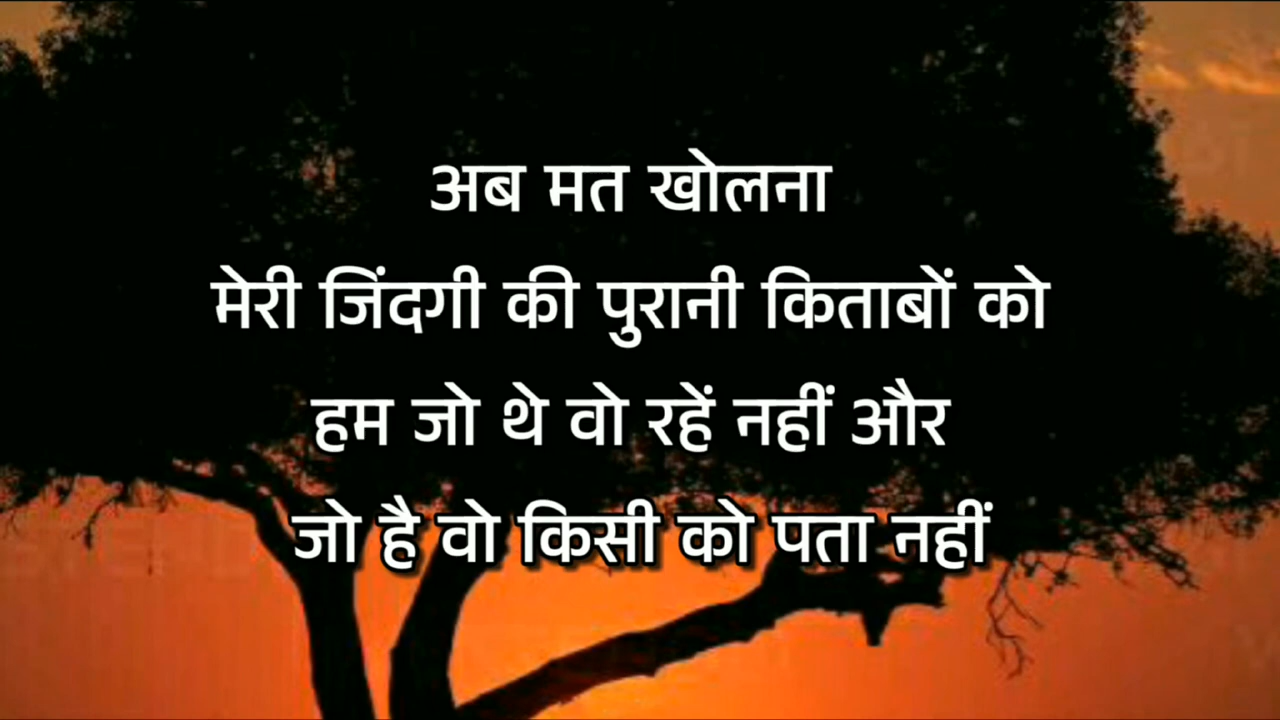 अब मत खोलना
मेरी जिंदगी की पुरानी किताबों को
हम जो थे वो रहें नहीं और
जो है वो किसी को पता नहीं